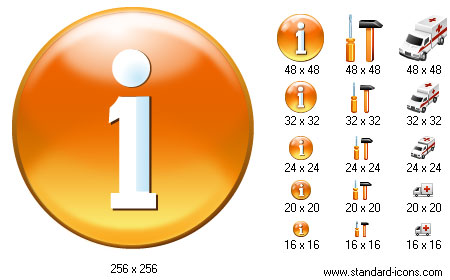 i
i
48 x 48 48 x 48 48 x 48
i
32 x 32 32 x 32 32 x 32
i
24 x 24 24 x 24 24 x 24
i
20 x 20 20 x 20 20 x 20
i
16 x 16 16 x 16 16 x 16
256 x 256
www.standard-icons.com